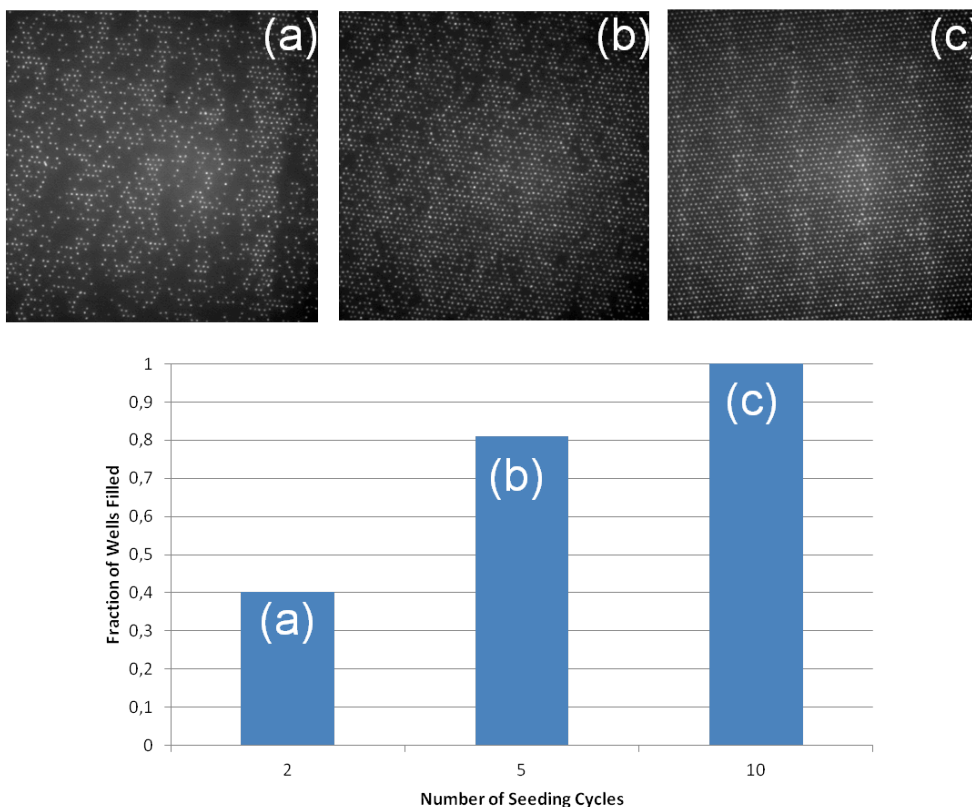 (a)
(b)
(c)
1
0,9
0,8
0,7
0,6
0,5
0,4
0,3
0,2
0,1
0
Fraction of Wells Filled
(a)
(b)
(c)
2
5
10
Number of Seeding Cycles